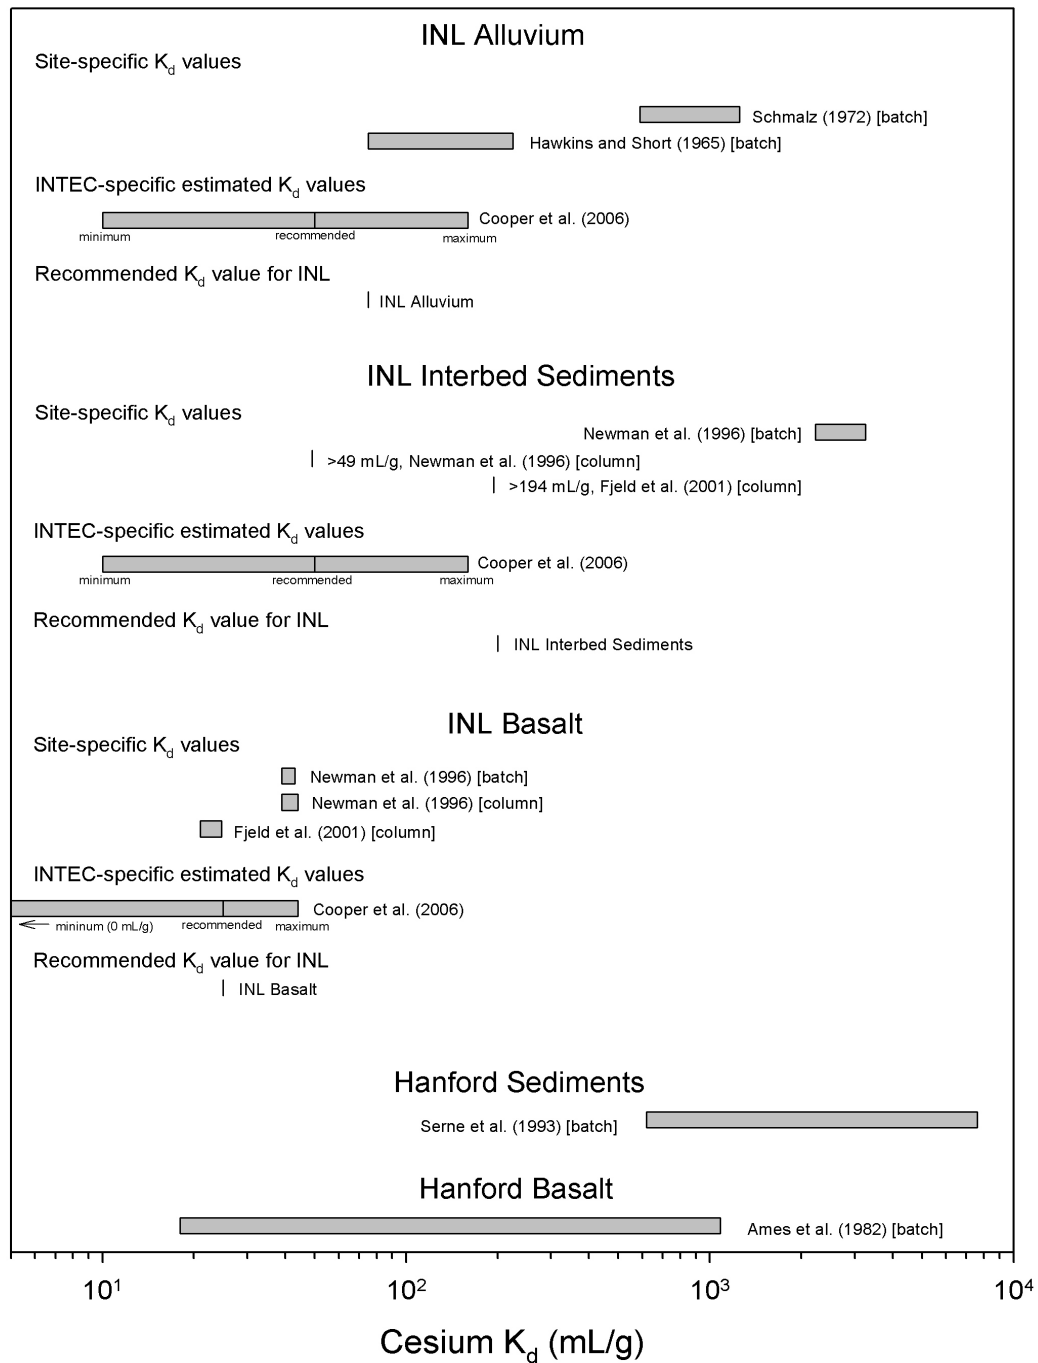 INL Alluvium
Site-specific Kd values
Schmalz (1972) [batch]
Hawkins and Short (1965) [batch]
INTEC-specific estimated Kd values
Cooper et al. (2006)
minimum recommended maximum
Recommended Kd value for INL
INL Alluvium
INL Interbed Sediments
Site-specific Kd values
Newman et al. (1996) [batch]
>49 mL/g, Newman et al. (1996) [column]
>194 mL/g, Fjeld et al. (2001) [column]
INTEC-specific estimated Kd values
Cooper et al. (2006)
minimum recommended maximum
Recommended Kd value for INL
INL Interbed Sediments
INL Basalt
Site-specific Kd values
Newman et al. (1996) [batch]
Newman et al. (1996) [column]
Fjeld et al. (2001) [column]
INTEC-specific estimated Kd values
Cooper et al. (2006)
mininum (0 mL/g) recommended maximum
Recommended Kd value for INL
INL Basalt
Hanford Sediments
Serne et al. (1993) [batch]
Hanford Basalt
Ames et al. (1982) [batch]
10¹ 10² 10³ 10⁴
Cesium Kd (mL/g)